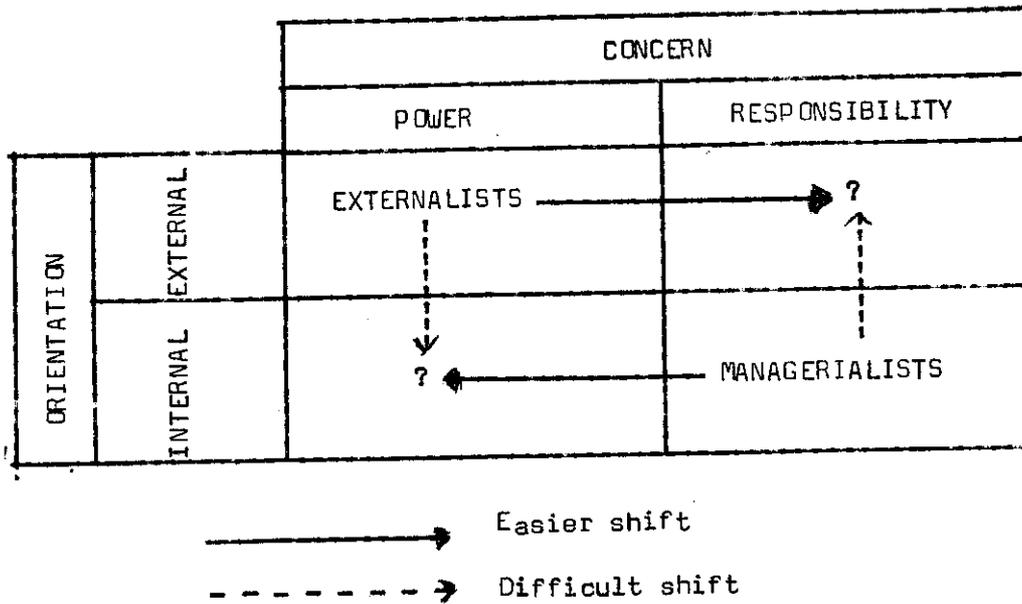 CONCERN
POWER RESPONSIBILITY
ORIENTATION
EXTERNAL
EXTERNALISTS ?
INTERNAL
? MANAGERIALISTS
Easier shift
Difficult shift